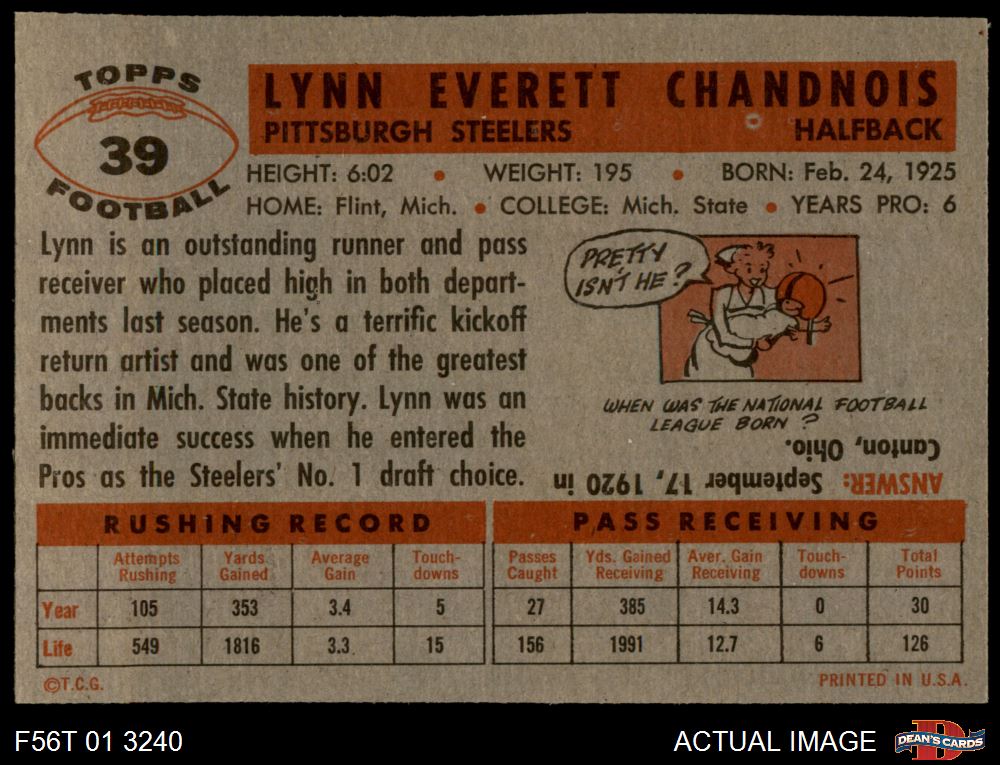 TOPPS
39
FOOTBALL
LYNN EVERETT CHANDNOIS
PITTSBURGH STEELERS HALFBACK
HEIGHT: 6:02 • WEIGHT: 195 • BORN: Feb. 24, 1925
HOME: Flint, Mich. • COLLEGE: Mich. State • YEARS PRO: 6
Lynn is an outstanding runner and pass
receiver who placed high in both depart-
ments last season. He's a terrific kickoff
return artist and was one of the greatest
backs in Mich. State history. Lynn was an
immediate success when he entered the
Pros as the Steelers' No. 1 draft choice.
PRETTY
ISN'T HE?
WHEN WAS THE NATIONAL FOOTBALL
LEAGUE BORN?
ANSWER: September 17, 1920 in
Canton, Ohio.
RUSHING RECORD
Attempts Rushing Yards Gained Average Gain Touch-downs
Year 105 353 3.4 5
Life 549 1816 3.3 15
PASS RECEIVING
Passes Caught Yds. Gained Receiving Aver. Gain Receiving Touch-downs Total Points
27 385 14.3 0 30
156 1991 12.7 6 126
©T.C.G. PRINTED IN U.S.A.
F56T 01 3240 ACTUAL IMAGE DEAN'S CARDS